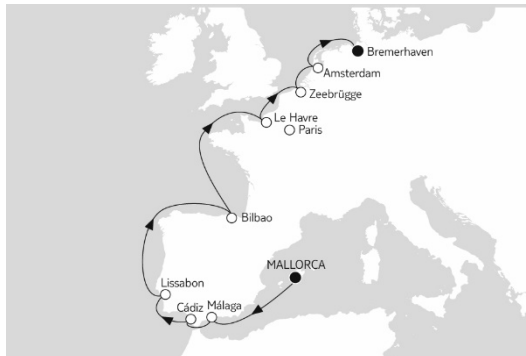 Bremerhaven
Amsterdam
Zeebrügge
Le Havre
Paris
Bilbao
MALLORCA
Lissabon
Cádiz
Málaga